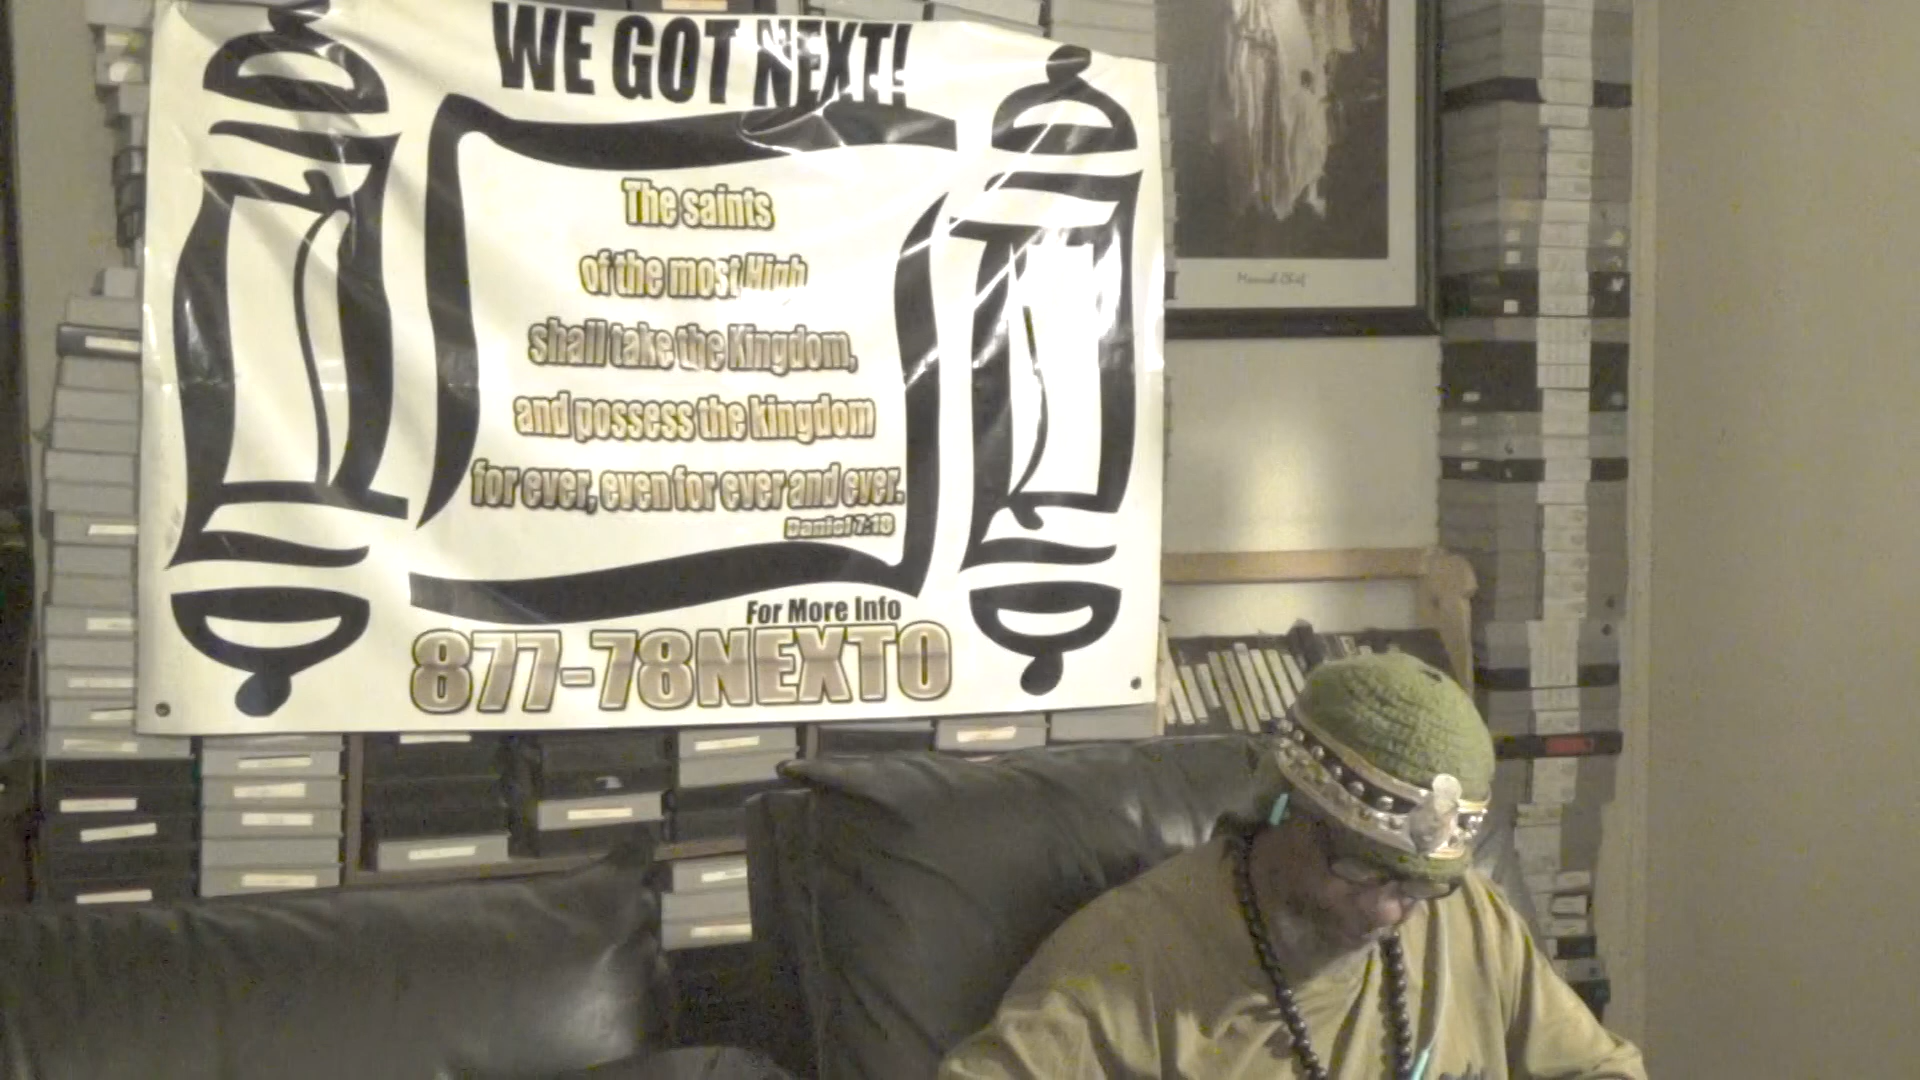 WE GOT NEXT!
The saints
of the most High
shall take the Kingdom,
and possess the kingdom
for ever, even for ever and ever.
Daniel 7:18
For More Info
877-78NEXT0